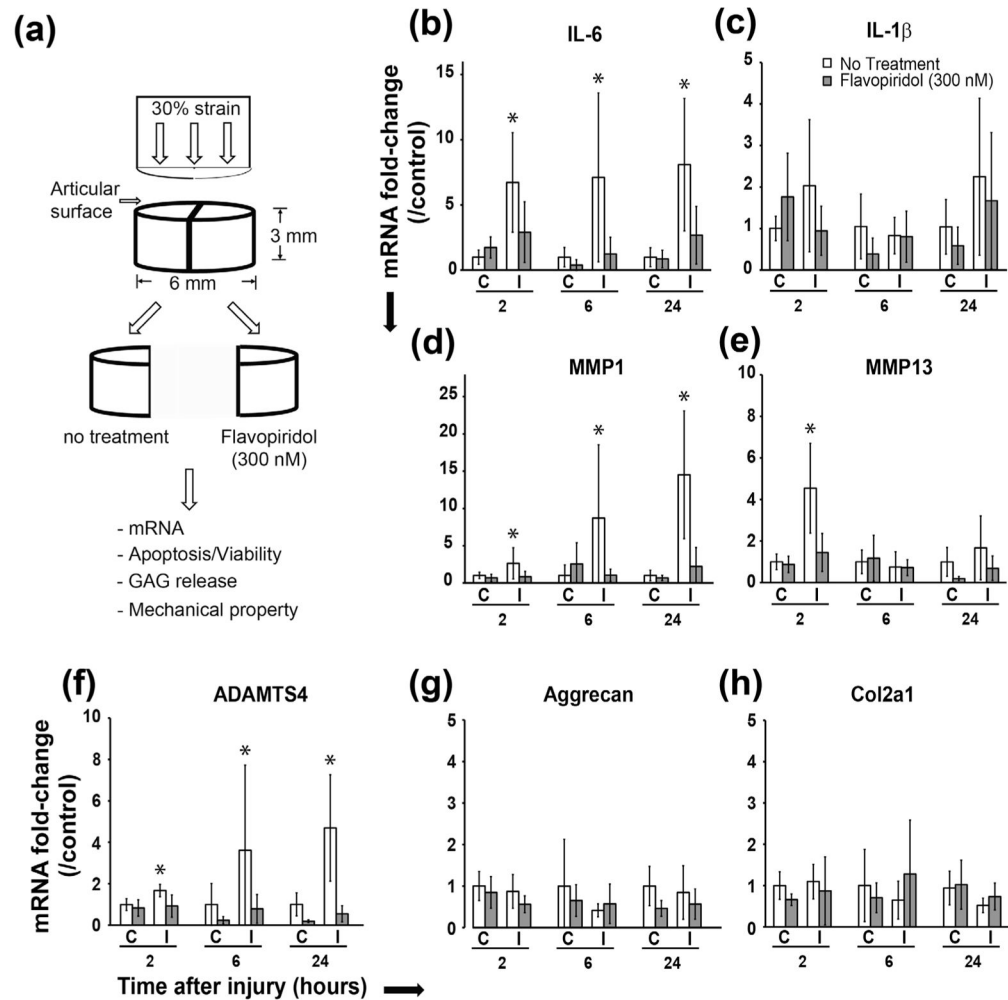 (a)
30% strain
Articular
surface
3 mm
6 mm
no treatment
Flavopiridol
(300 nM)
- mRNA
- Apoptosis/Viability
- GAG release
- Mechanical property
(b)
IL-6
mRNA fold-change
(/control)
15
10
5
0
C I C I C I
2 6 24
*
*
*
(c)
IL-1β
No Treatment
Flavopiridol (300 nM)
5
4
3
2
1
0
C I C I C I
2 6 24
(d)
MMP1
25
20
15
10
5
0
*
*
*
C I C I C I
2 6 24
(e)
MMP13
10
8
6
4
2
0
*
C I C I C I
2 6 24
(f)
ADAMTS4
mRNA fold-change
(/control)
10
8
6
4
2
0
*
*
*
C I C I C I
2 6 24
Time after injury (hours)
(g)
Aggrecan
5
4
3
2
1
0
C I C I C I
2 6 24
(h)
Col2a1
5
4
3
2
1
0
C I C I C I
2 6 24